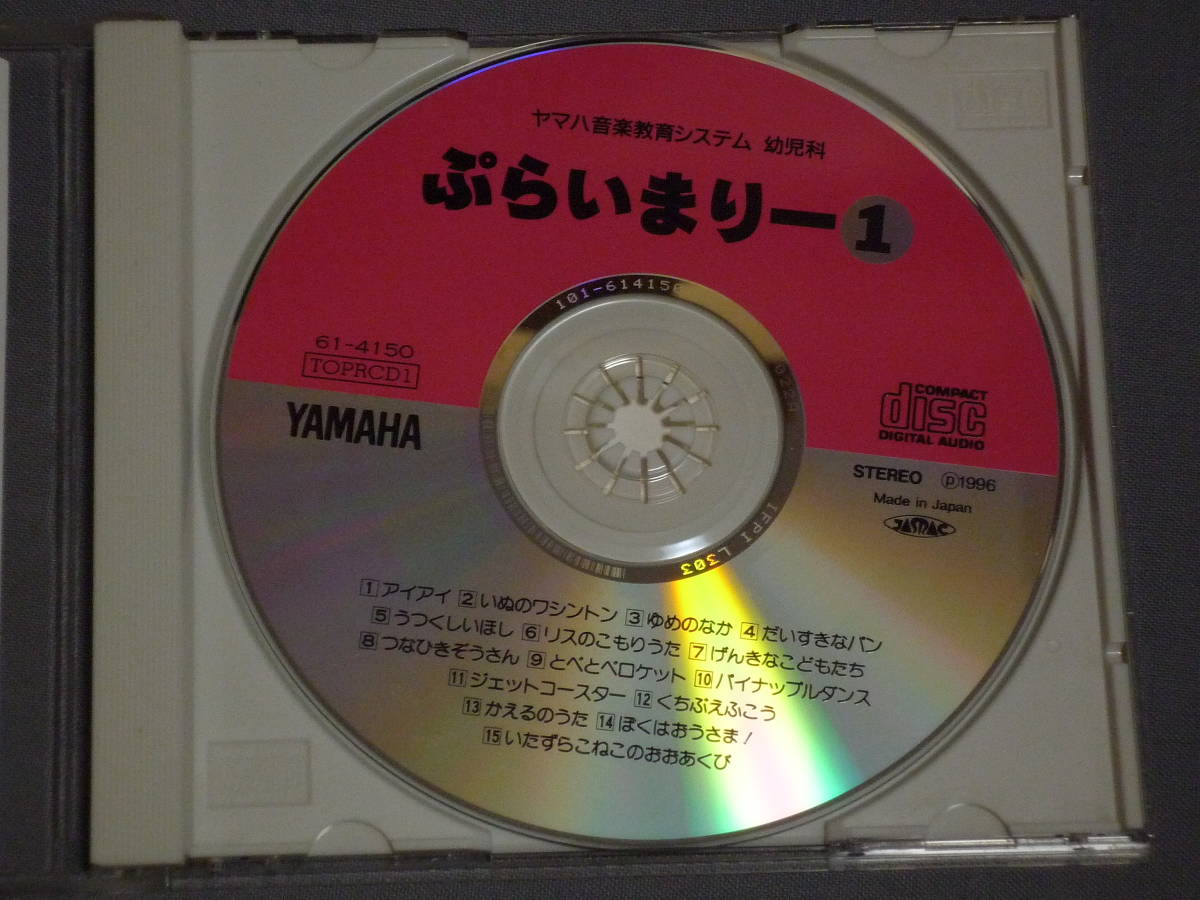 ヤマハ音楽教育システム 幼児科
ぷらいまりー1
101-614150
61-4150
TOPRCD1
YAMAHA
COMPACT
disc
DIGITAL AUDIO
STEREO Ⓟ1996
Made in Japan
JASRAC
IFPI L303
1 アイアイ 2 いぬのワシントン 3 ゆめのなか 4 だいすきなパン
5 うつくしいほし 6 リスのこもりうた 7 げんきなこどもたち
8 つなひきぞうさん 9 とべとべロケット 10 パイナップルダンス
11 ジェットコースター 12 くちぶえふこう
13 かえるのうた 14 ぼくはおうさま!
15 いたずらこねこのおおあくび